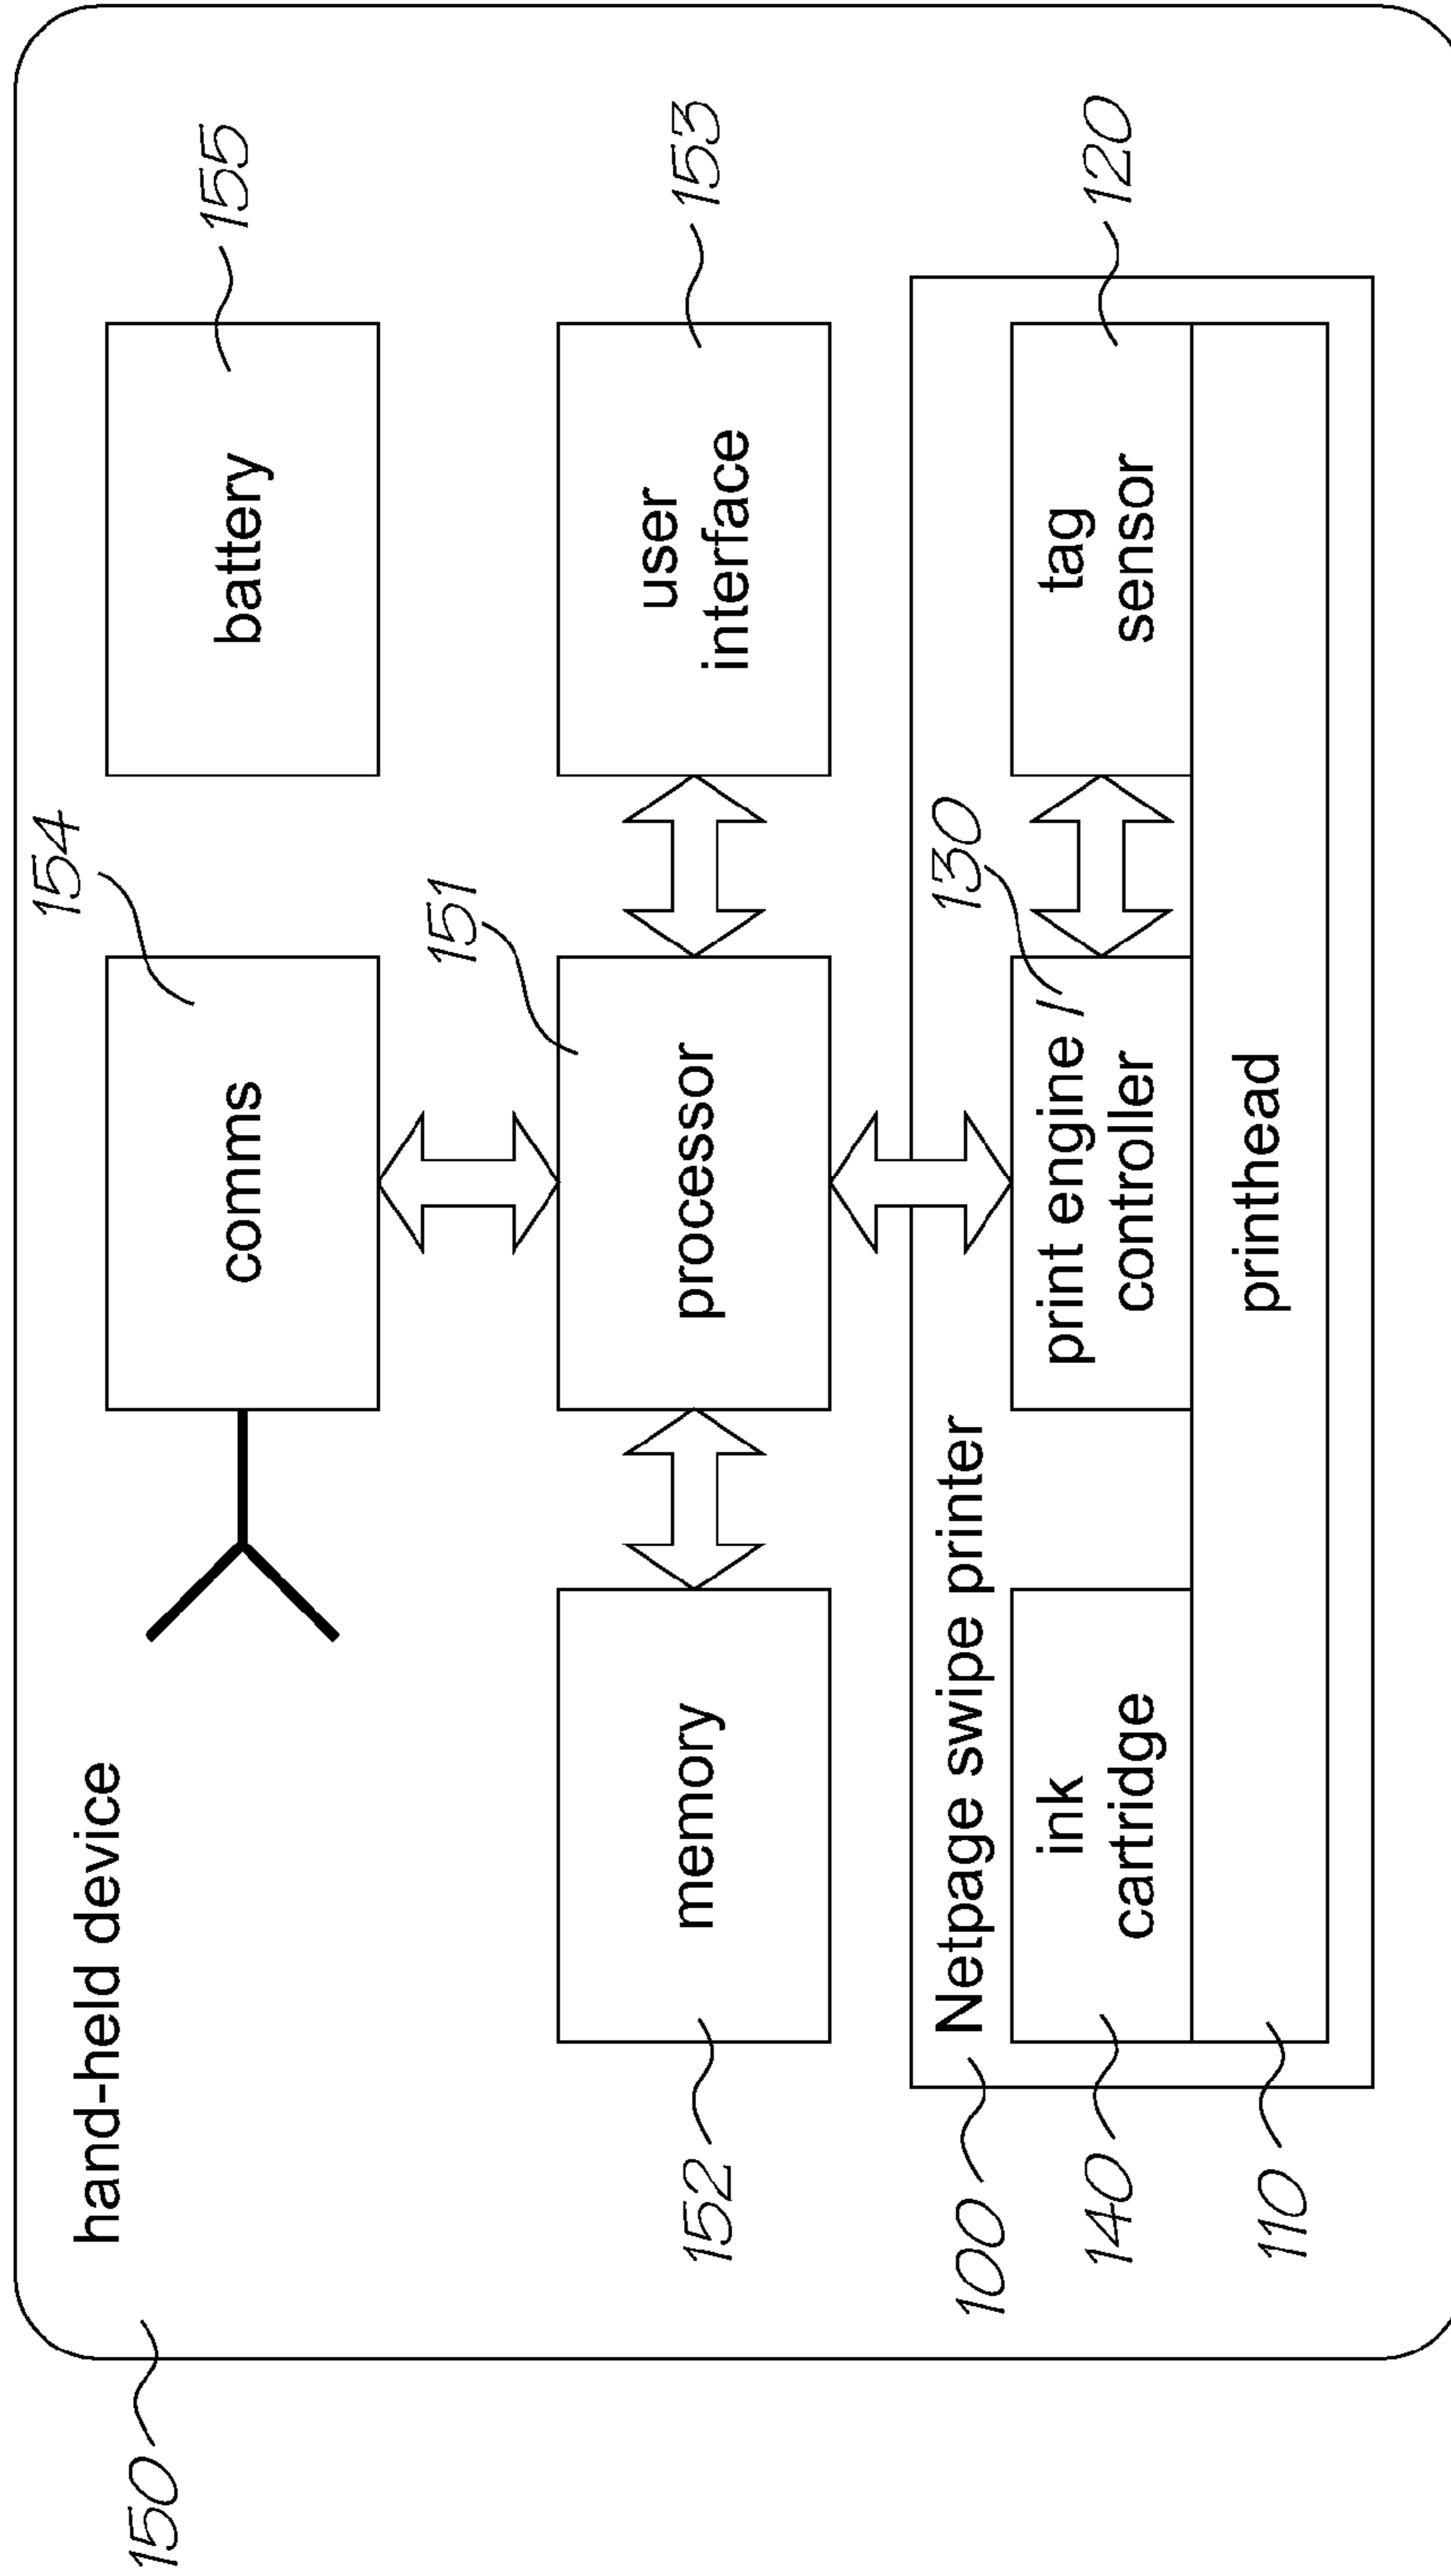 150
hand-held device
154
comms
battery
155
151
152
memory
processor
user
interface
153
100
Netpage swipe printer
130
140
ink
cartridge
print engine /
controller
tag
sensor
120
110
printhead